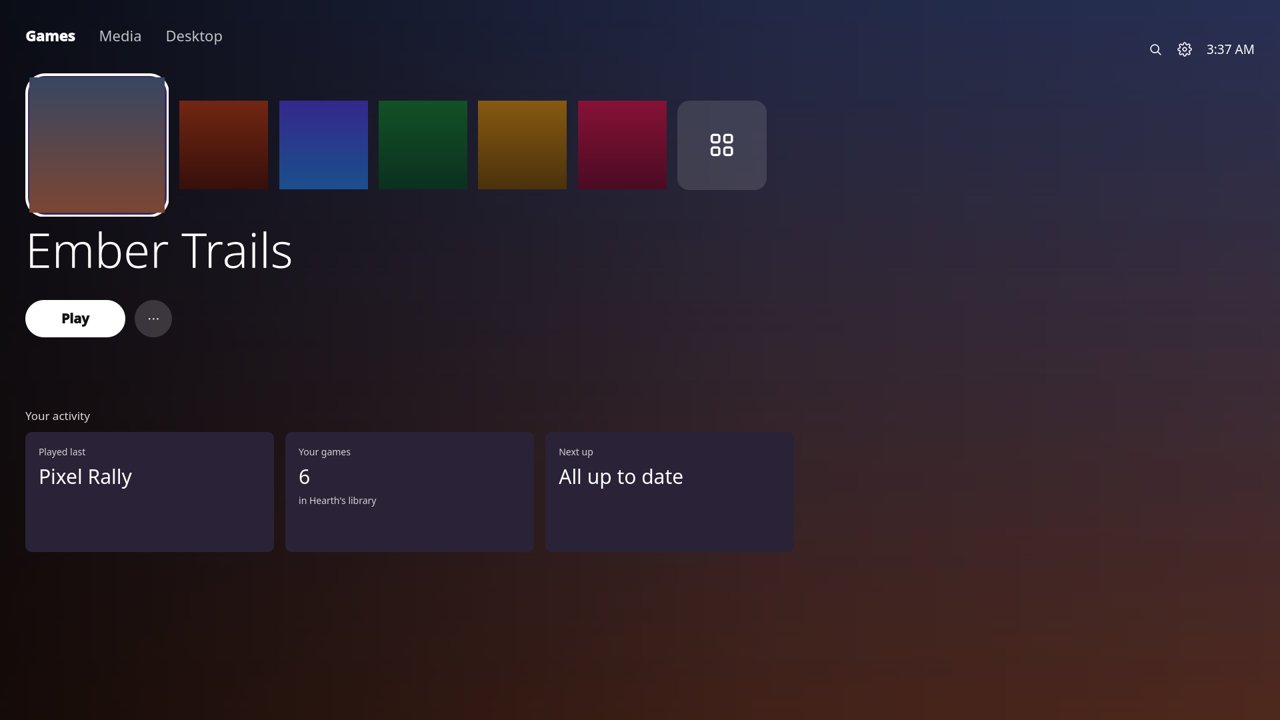 Games Media Desktop
3:37 AM
Ember Trails
Play
Your activity
Played last
Pixel Rally
Your games
6
in Hearth's library
Next up
All up to date